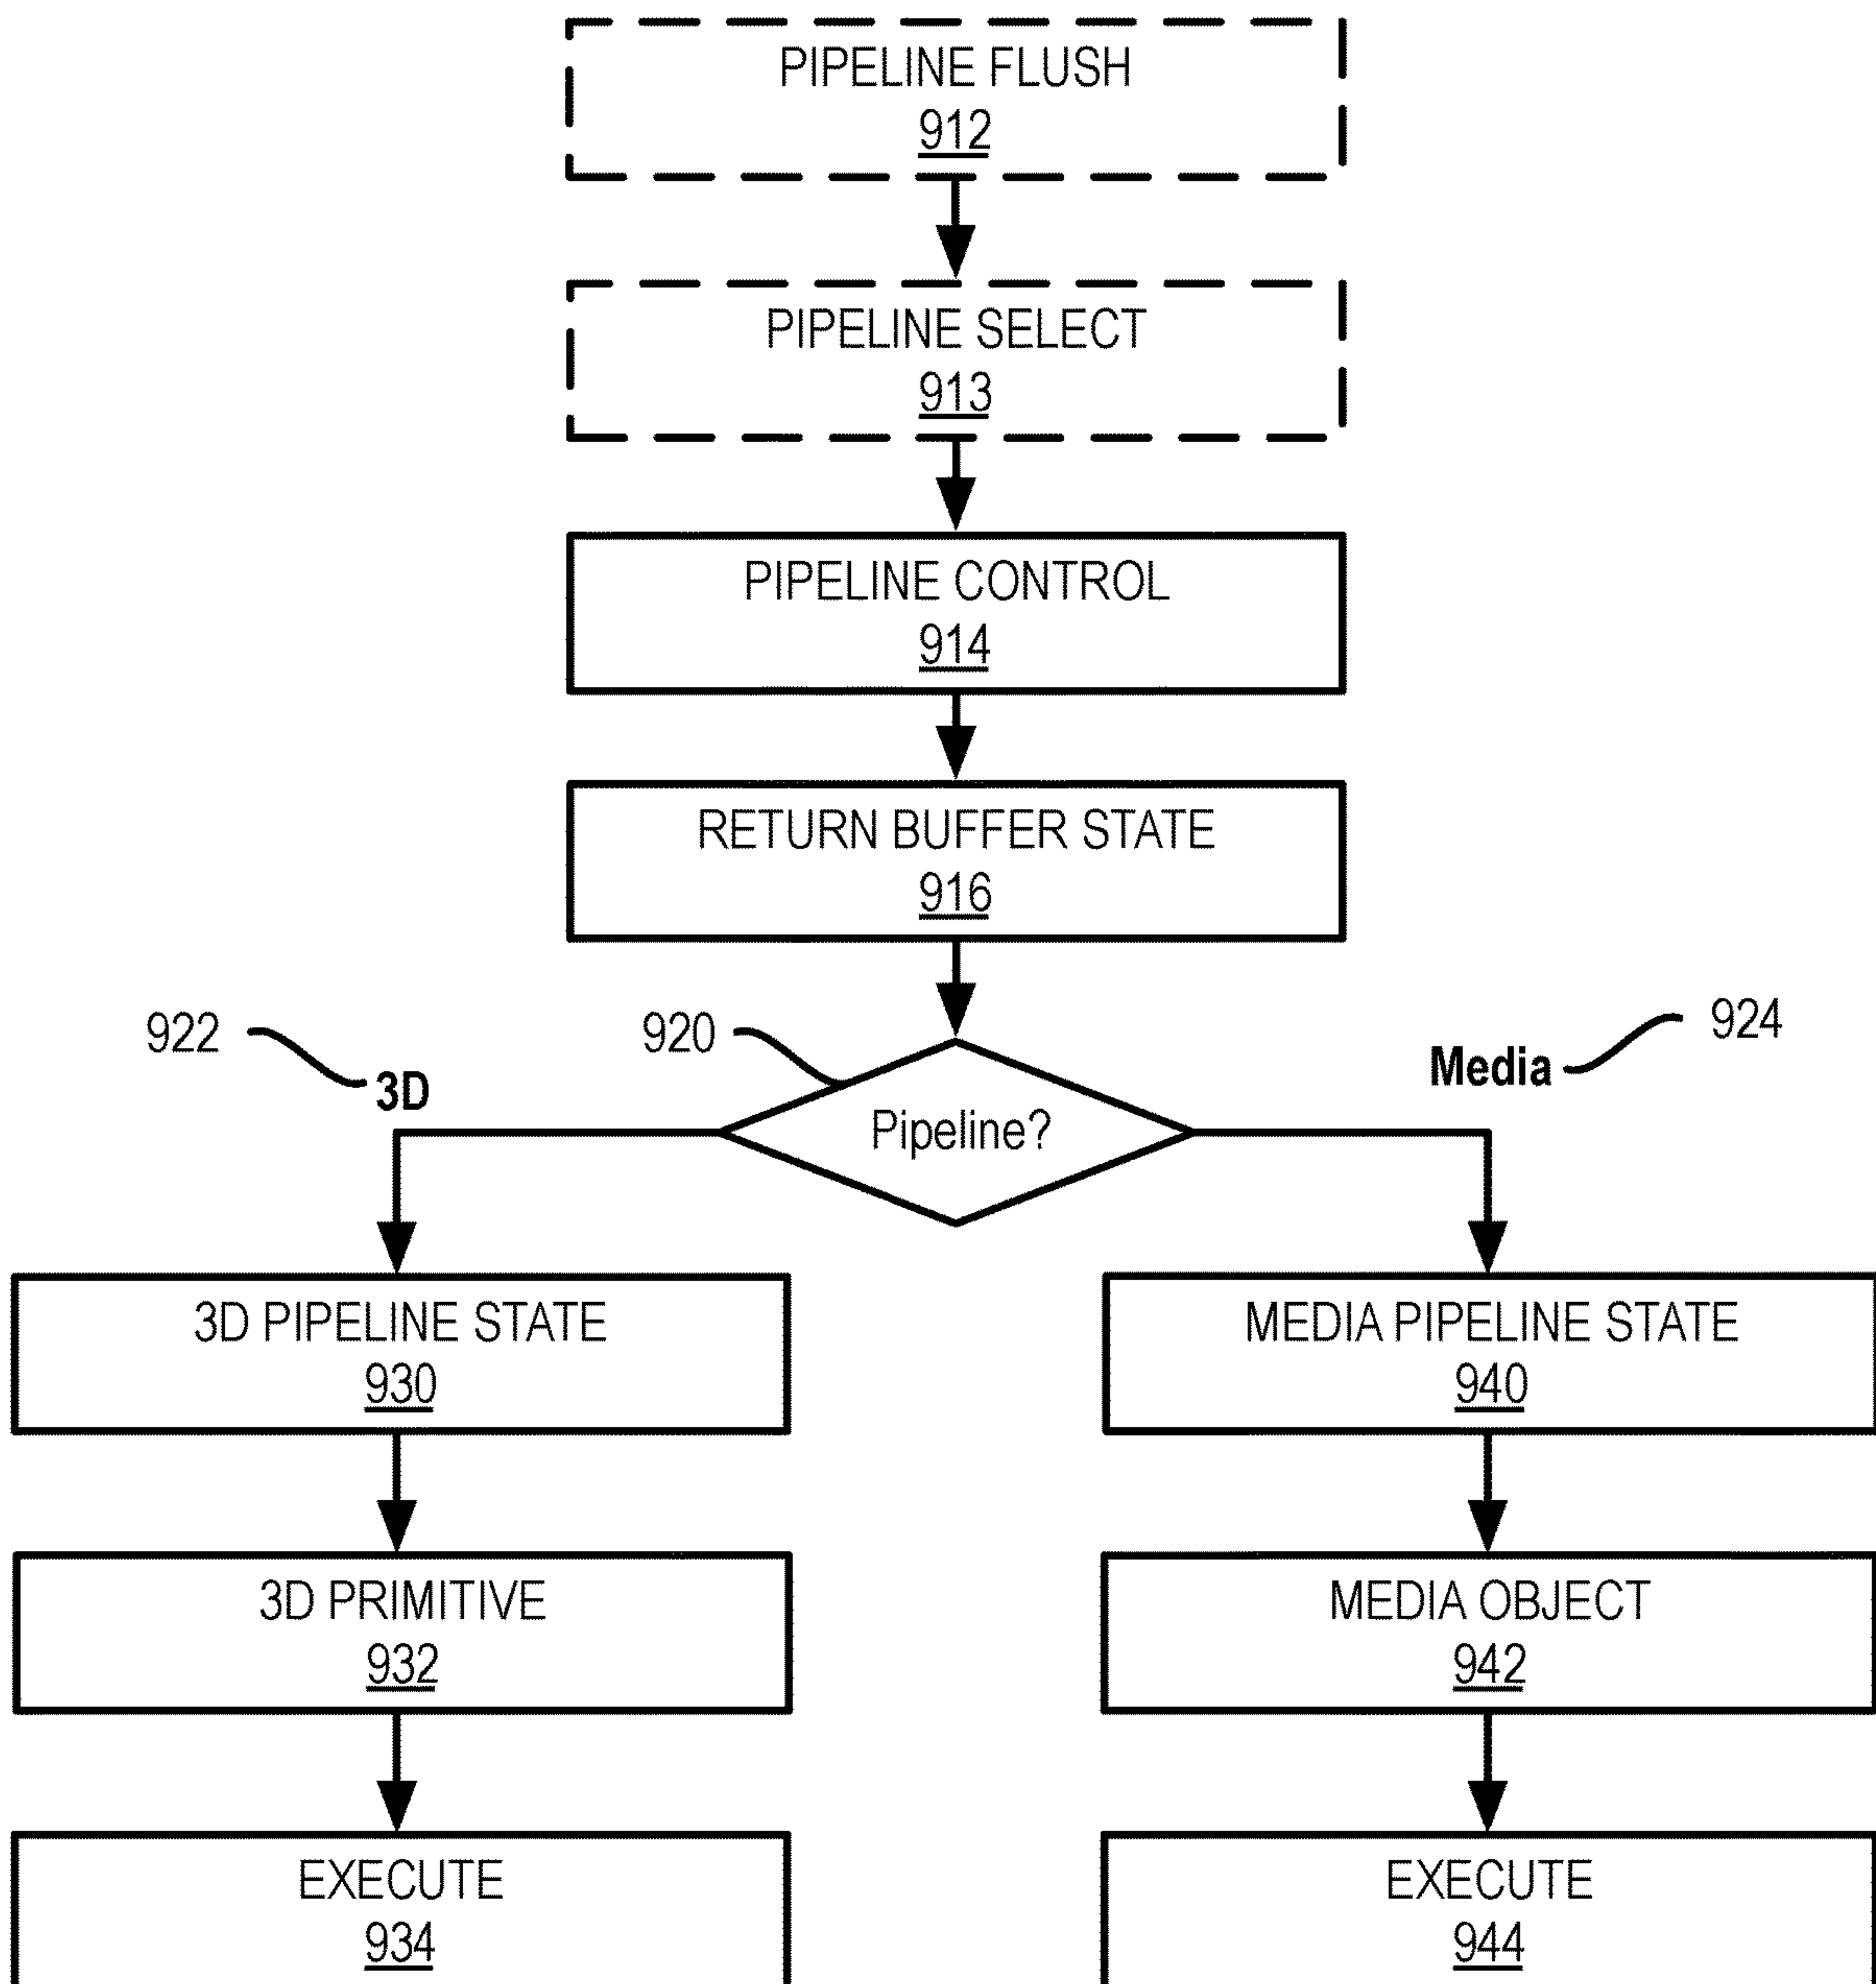 PIPELINE FLUSH
912
PIPELINE SELECT
913
PIPELINE CONTROL
914
RETURN BUFFER STATE
916
922
920
924
3D
Media
Pipeline?
3D PIPELINE STATE
930
MEDIA PIPELINE STATE
940
3D PRIMITIVE
932
MEDIA OBJECT
942
EXECUTE
934
EXECUTE
944